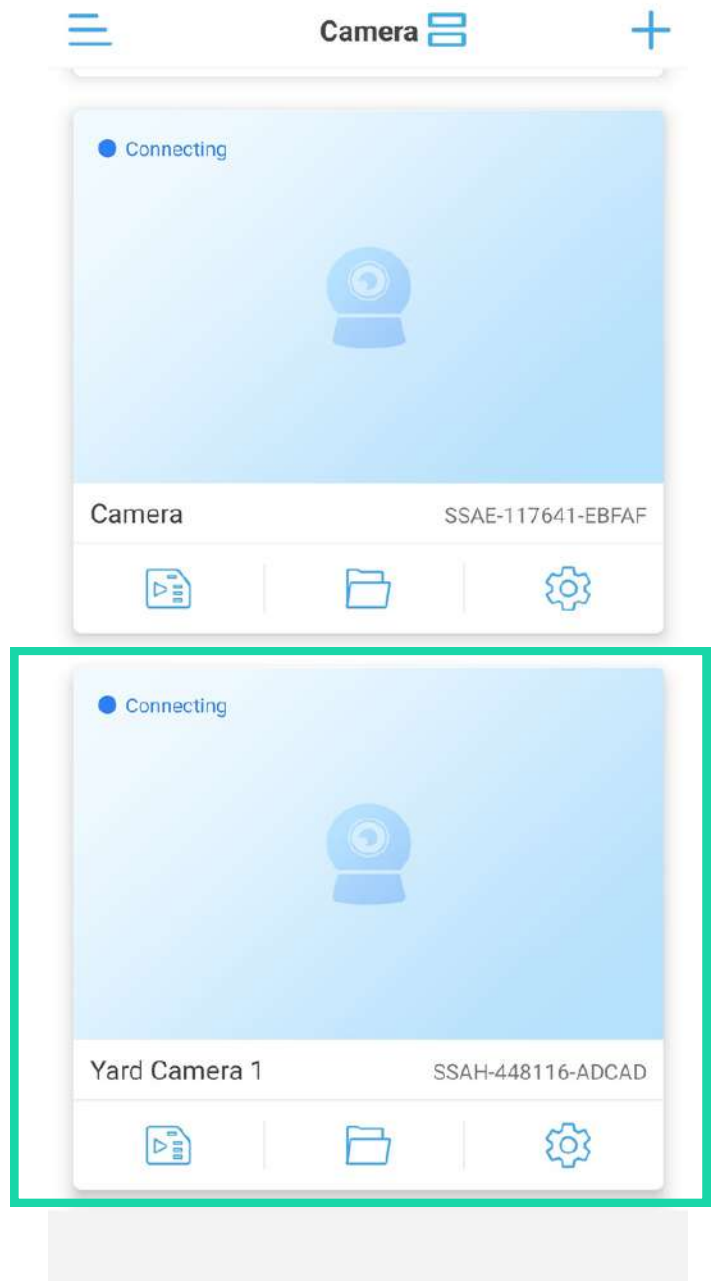 Camera
Connecting
Camera SSAE-117641-EBFAF
Connecting
Yard Camera 1 SSAH-448116-ADCAD